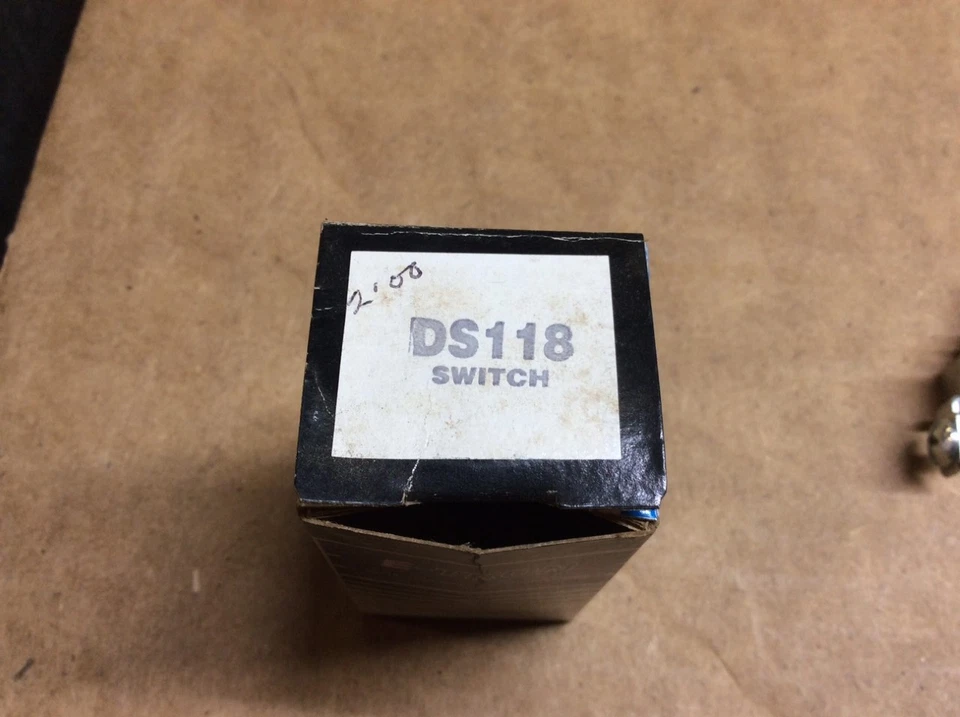 2.00
DS118
SWITCH